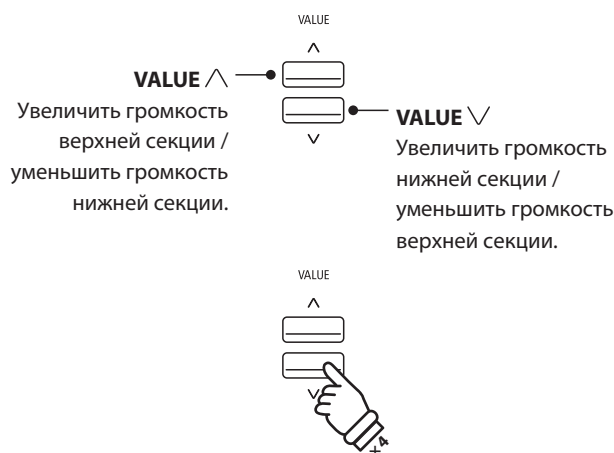 VALUE
VALUE ∧
Увеличить громкость
верхней секции /
уменьшить громкость
нижней секции.
VALUE ∨
Увеличить громкость
нижней секции /
уменьшить громкость
верхней секции.
VALUE
×4